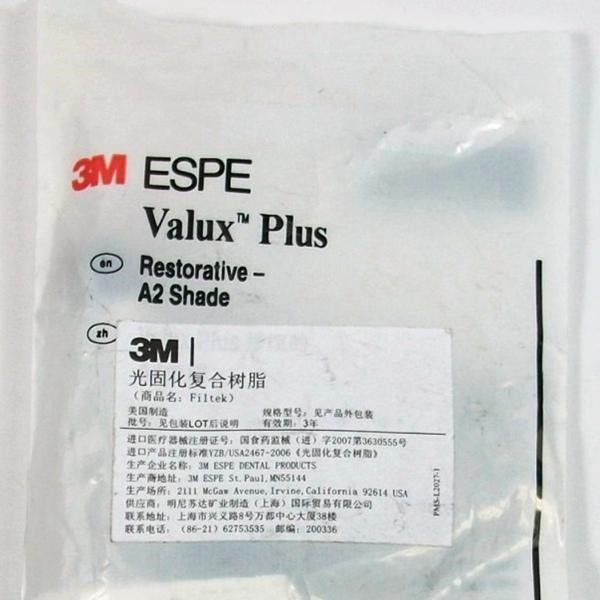 3M ESPE
Valux™ Plus
en Restorative –
A2 Shade
zh
3M
光固化复合树脂
（商品名：Filtek）
美国制造 规格型号：见产品外包装
批号：见包装LOT后说明 有效期：3年
进口医疗器械注册证号：国食药监械（进）字2007第3630555号
进口产品注册标准YZB/USA2467-2006《光固化复合树脂》
生产企业名称：3M ESPE DENTAL PRODUCTS
生产商地址：3M ESPE St.Paul,MN55144
生产场所：2111 McGaw Avenue,Irvine,California 92614 USA
供应商：明尼苏达矿业制造（上海）国际贸易有限公司
联系地址：上海市兴义路8号万都中心大厦38楼
联系电话：（86-21）62753535 邮编：200336
PMS-L2027-1